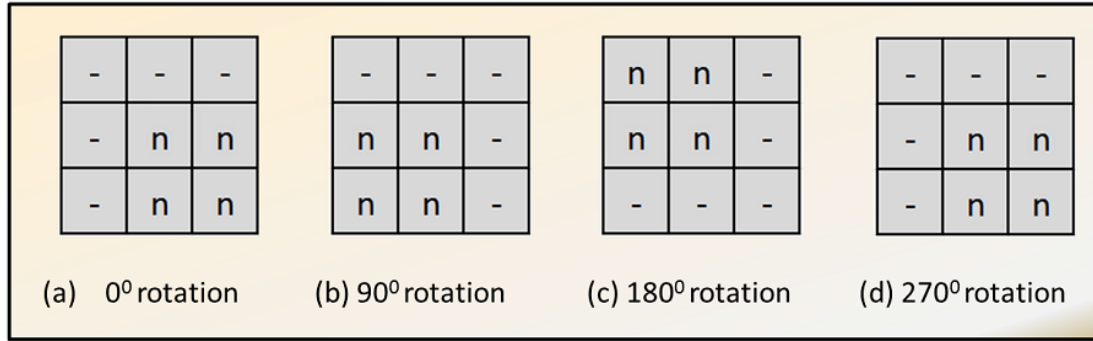 - - -    - - -    n n -    - - -
- n n    n n -    n n -    - n n
- n n    n n -    - - -    - n n
(a) 0⁰ rotation    (b) 90⁰ rotation    (c) 180⁰ rotation    (d) 270⁰ rotation